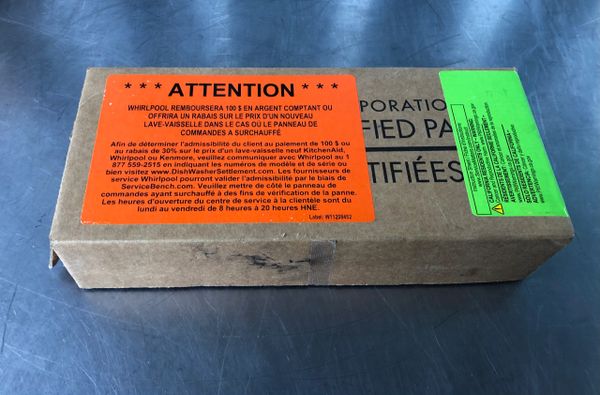 * * * ATTENTION * * *
WHIRLPOOL REMBOURSERA 100 $ EN ARGENT COMPTANT OU
OFFRIRA UN RABAIS SUR LE PRIX D'UN NOUVEAU
LAVE-VAISSELLE DANS LE CAS OÙ LE PANNEAU DE
COMMANDES A SURCHAUFFÉ
Afin de déterminer l'admissibilité du client au paiement de 100 $ ou
au rabais de 30% sur le prix d'un lave-vaisselle neuf KitchenAid,
Whirlpool ou Kenmore, veuillez communiquer avec Whirlpool au 1
877 559-2515 en indiquant les numéros de modèle et de série ou
bien visitez www.DishWasherSettlement.com. Les fournisseurs de
service Whirlpool pourront valider l'admissibilité par le biais de
ServiceBench.com. Veuillez mettre de côté le panneau de
commandes ayant surchauffé à des fins de vérification de la panne.
Les heures d'ouverture du centre de service à la clientèle sont du
lundi au vendredi de 8 heures à 20 heures HNE.
Label: W11229452
PORATION
FIED PA
TIFIÉES